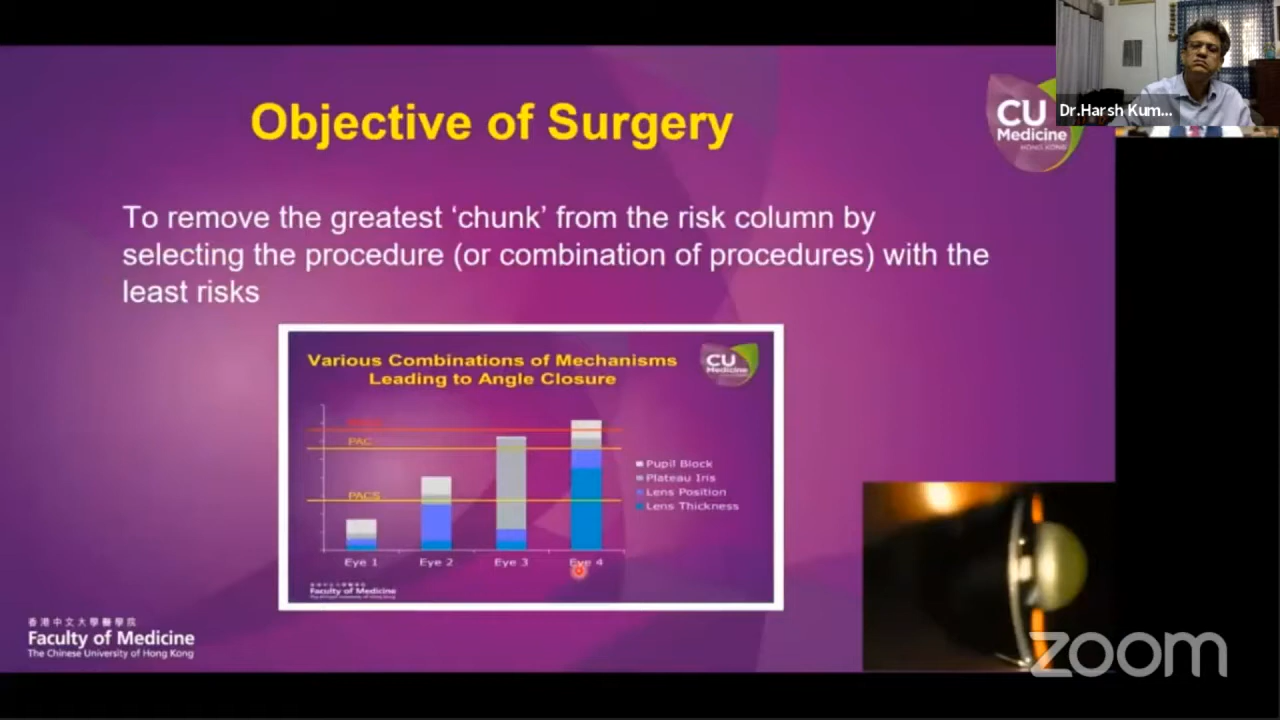 Objective of Surgery
CU
Medicine
HONG KONG
Dr.Harsh Kum...
To remove the greatest ‘chunk’ from the risk column by
selecting the procedure (or combination of procedures) with the
least risks
Various Combinations of Mechanisms
Leading to Angle Closure
CU
Medicine
PAC
PACS
Pupil Block
Plateau Iris
Lens Position
Lens Thickness
Eye 1
Eye 2
Eye 3
Eye 4
Faculty of Medicine
香港中文大學醫學院
Faculty of Medicine
The Chinese University of Hong Kong
zoom